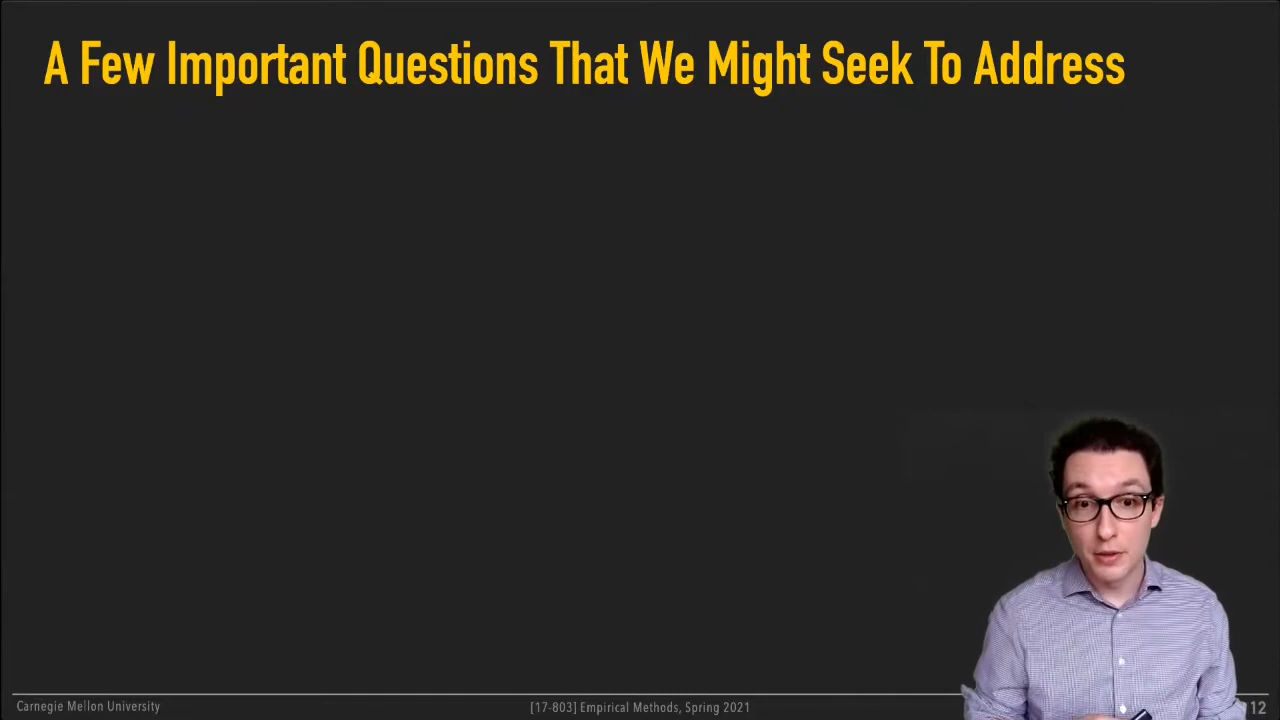 A Few Important Questions That We Might Seek To Address
Carnegie Mellon University
[17-803] Empirical Methods, Spring 2021
12